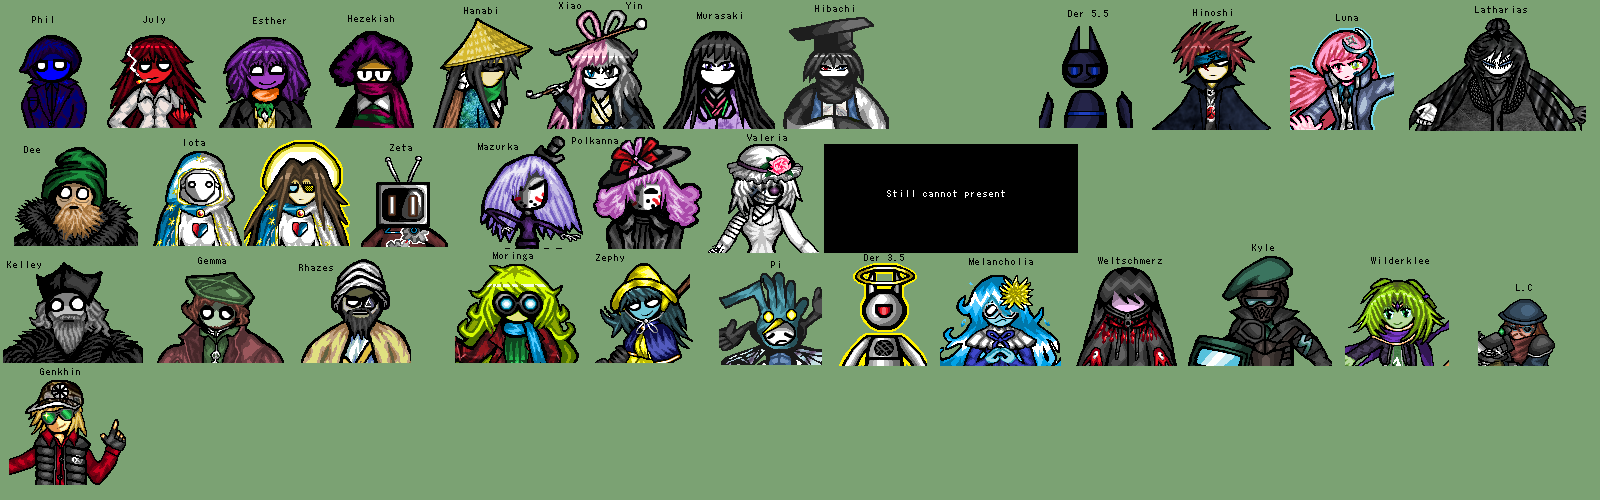 Phil
July
Esther
Hezekiah
Hanabi
Xiao Yin
Murasaki
Hibachi
Der 5.5
Hinoshi
Luna
Latharias
Dee
Iota
Zeta
Mazurka
Polkanna
Valeria
Still cannot present
Kelley
Gemma
Rhazes
Moringa
Zephy
Pi
Der 3.5
Melancholia
Weltschmerz
Kyle
Wilderklee
L.C
Genkhin